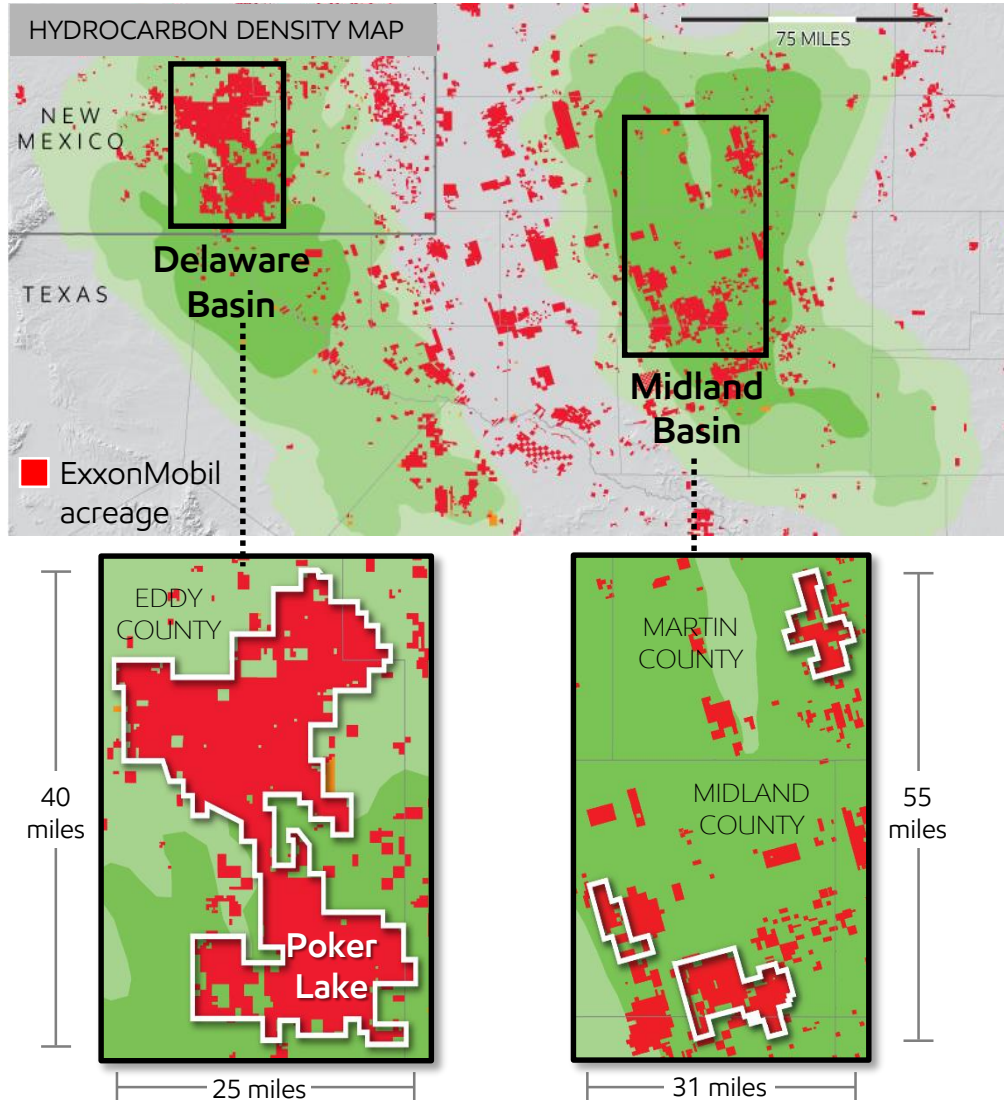 HYDROCARBON DENSITY MAP
75 MILES
NEW
MEXICO
TEXAS
Delaware
Basin
Midland
Basin
ExxonMobil
acreage
EDDY
COUNTY
Poker
Lake
40
miles
25 miles
MARTIN
COUNTY
MIDLAND
COUNTY
55
miles
31 miles